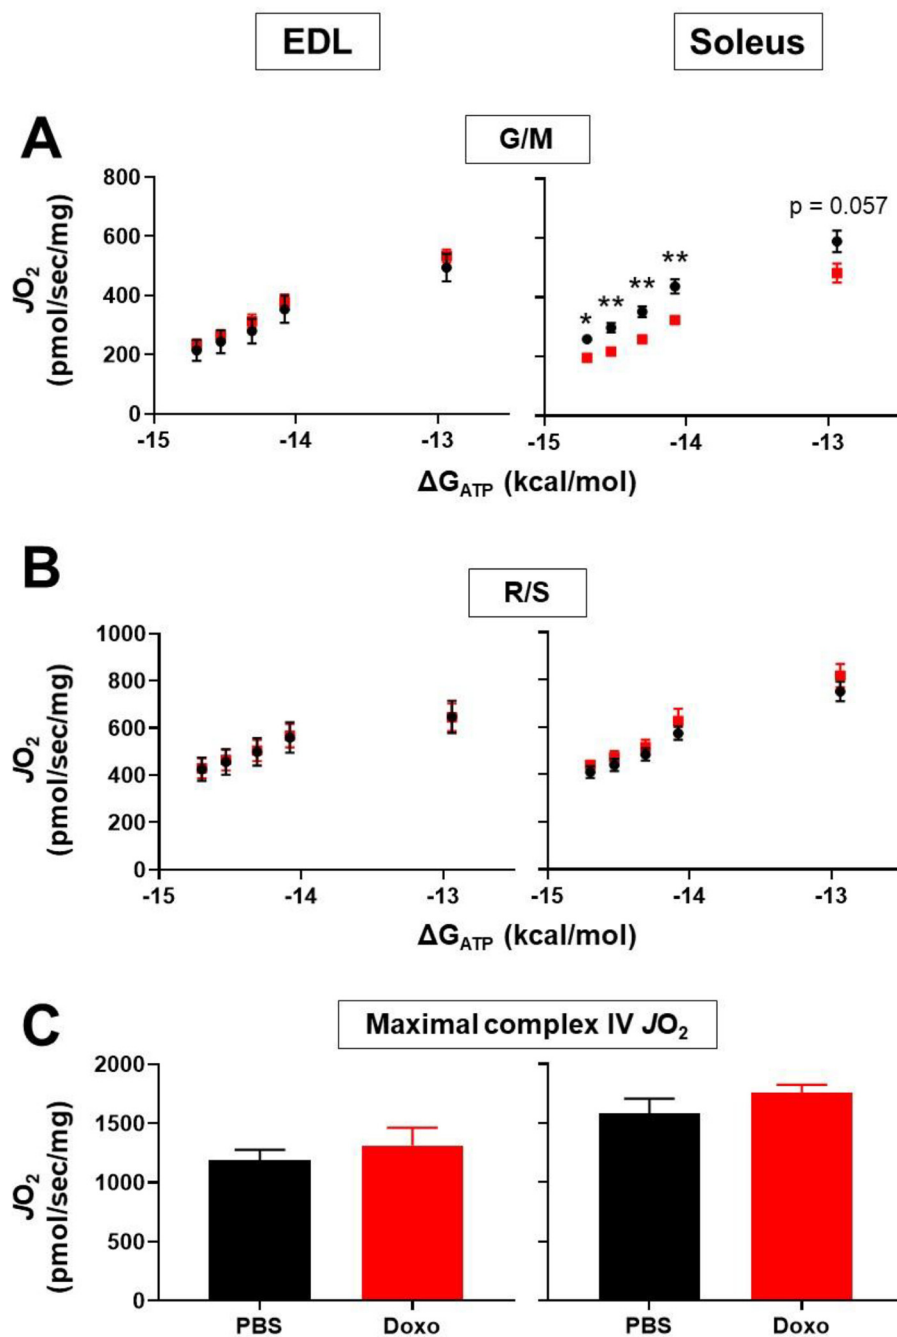 EDL Soleus
A
G/M
JO₂
(pmol/sec/mg)
800
600
400
200
0
-15 -14 -13
p = 0.057
* ** ** **
-15 -14 -13
ΔG_ATP (kcal/mol)
B
R/S
JO₂
(pmol/sec/mg)
1000
800
600
400
200
0
-15 -14 -13
-15 -14 -13
ΔG_ATP (kcal/mol)
C
Maximal complex IV JO₂
JO₂
(pmol/sec/mg)
2000
1500
1000
500
0
PBS Doxo
PBS Doxo